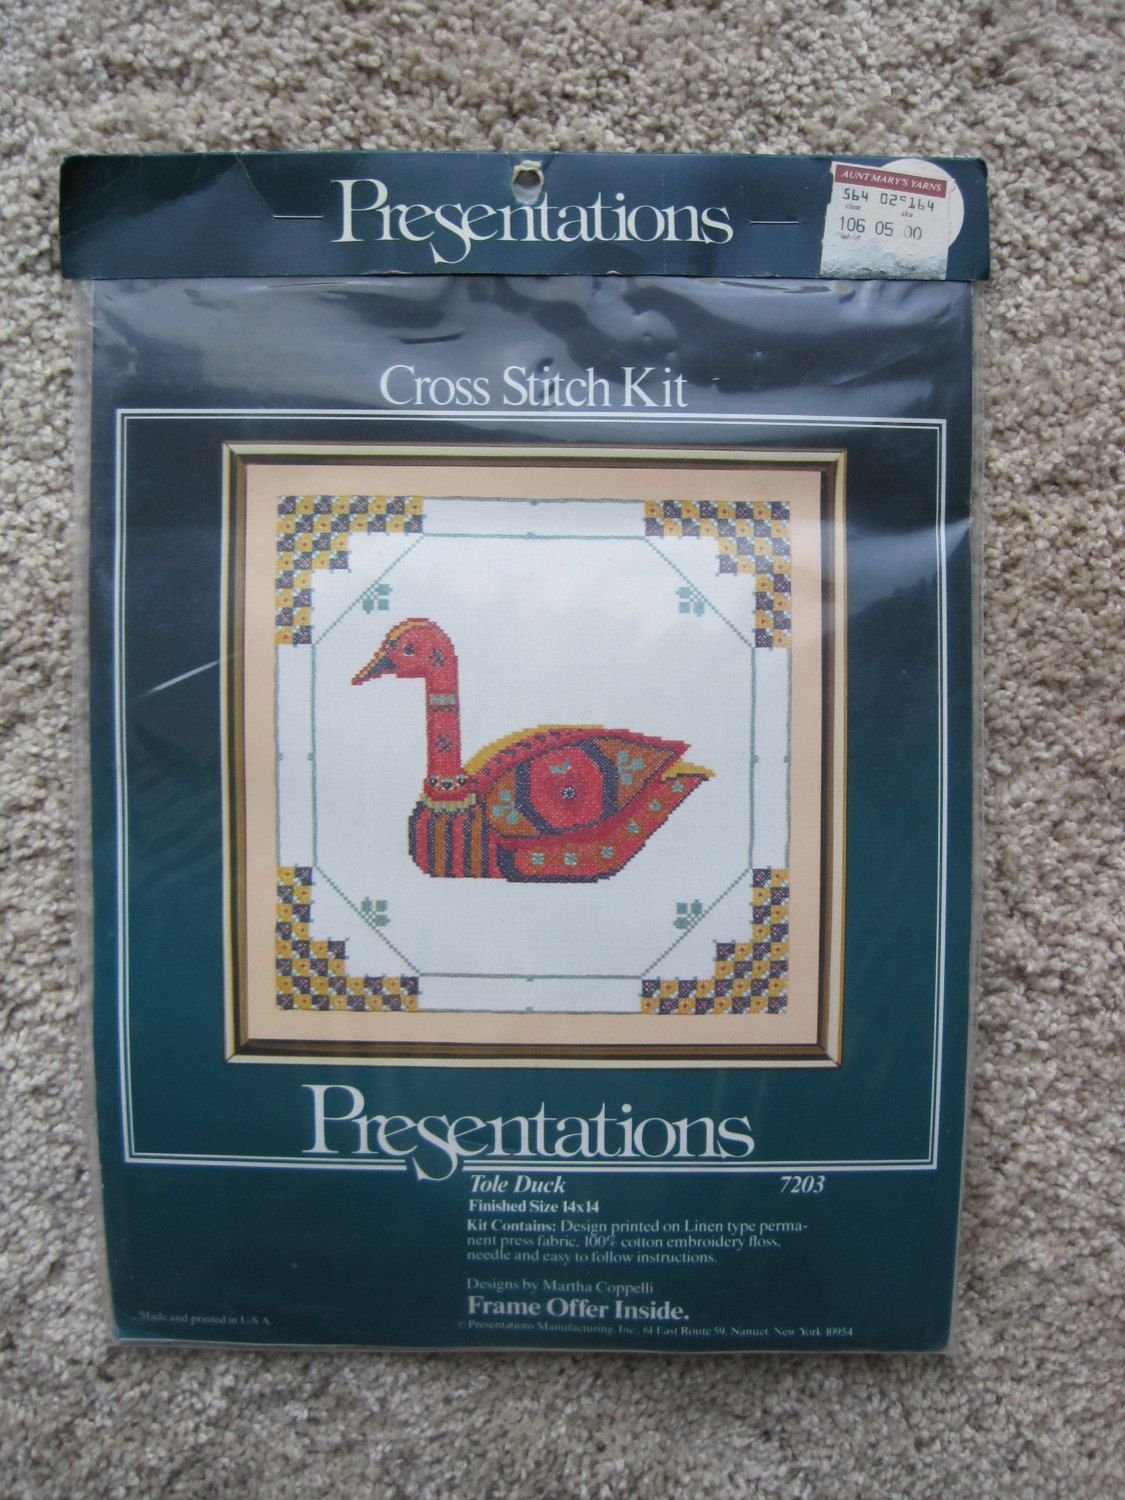 Presentations
AUNT MARY'S YARNS
564
class
sku
106 05 00
Cross Stitch Kit
Presentations
Tole Duck 7203
Finished Size 14x14
Kit Contains: Design printed on Linen type perma-
nent press fabric, 100% cotton embroidery floss,
needle and easy to follow instructions.
Designs by Martha Coppelli
Frame Offer Inside.
© Presentations Manufacturing, Inc., 61 East Route 59, Nanuet, New York 10954
Made and printed in U.S.A.